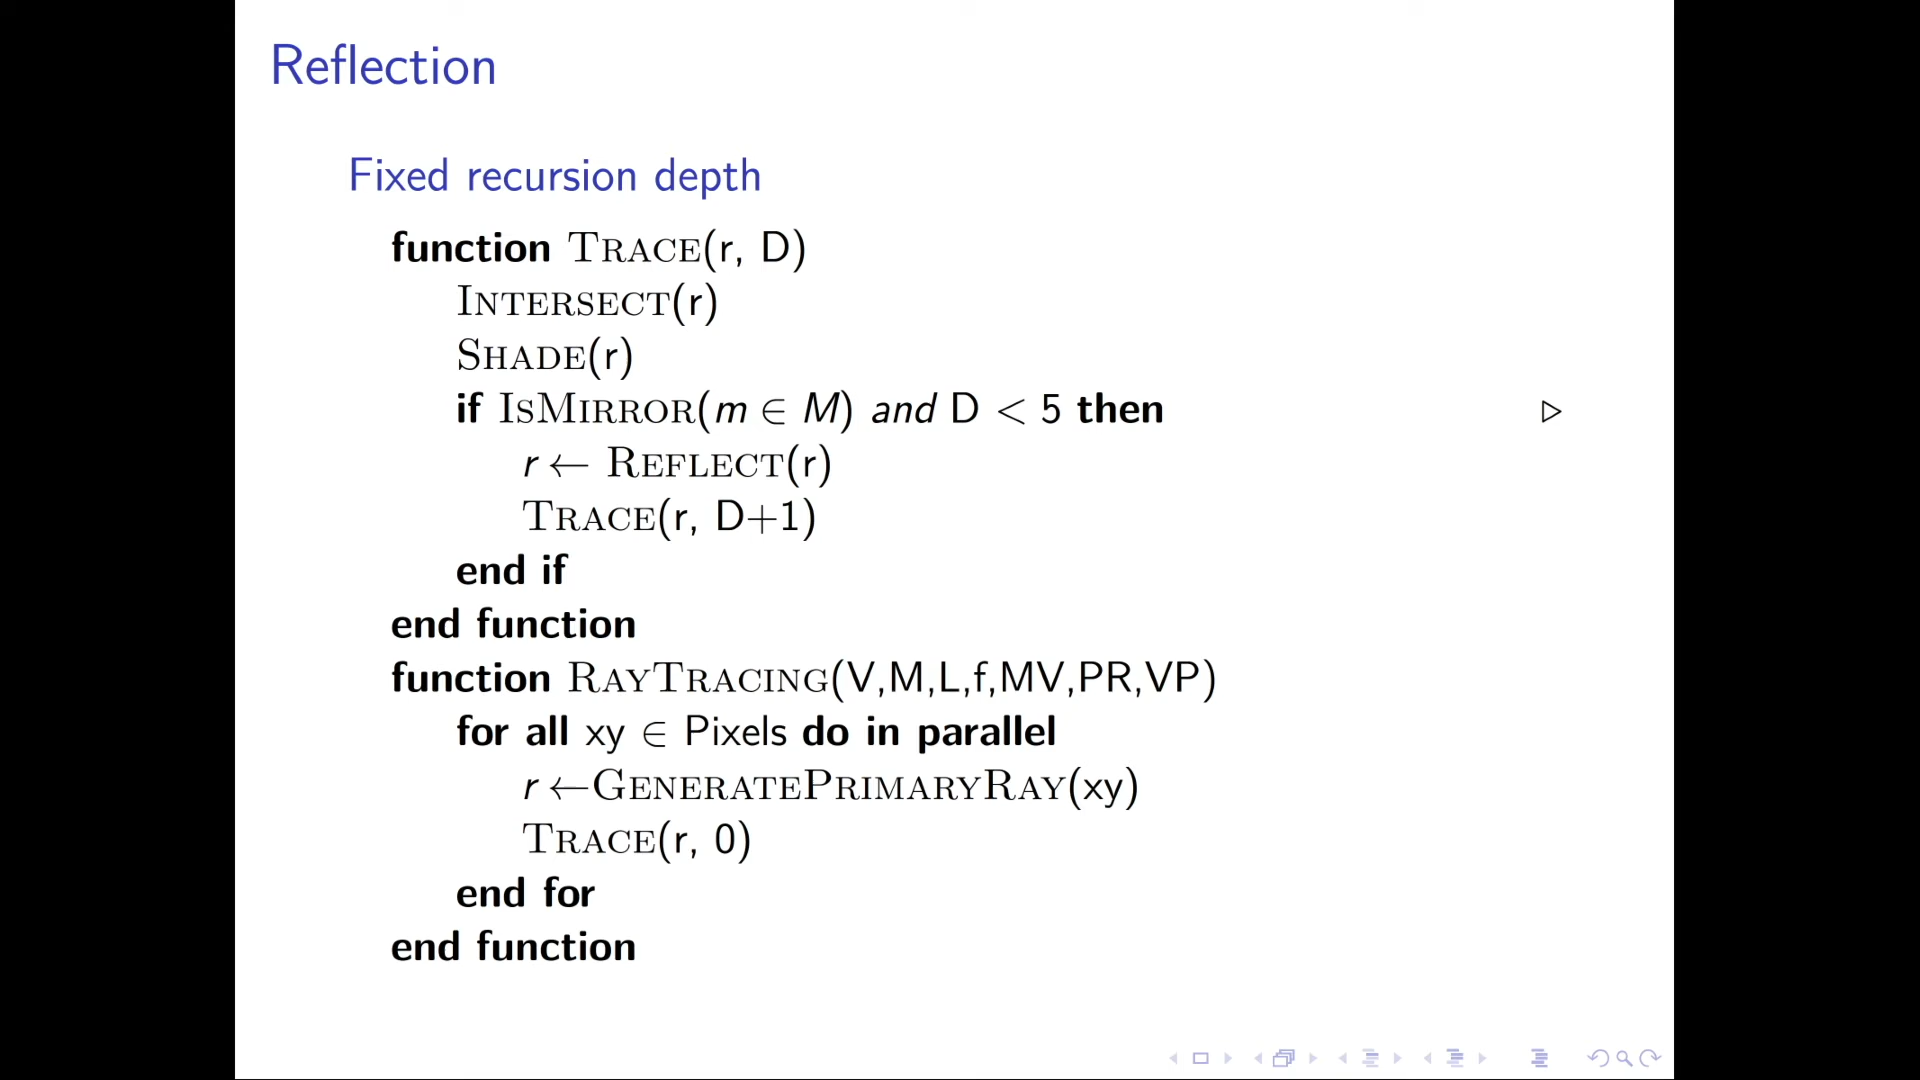 Reflection
Fixed recursion depth
function Trace(r, D)
Intersect(r)
Shade(r)
if IsMirror(m ∈ M) and D < 5 then ▷
r ← Reflect(r)
Trace(r, D+1)
end if
end function
function RayTracing(V,M,L,f,MV,PR,VP)
for all xy ∈ Pixels do in parallel
r ←GeneratePrimaryRay(xy)
Trace(r, 0)
end for
end function